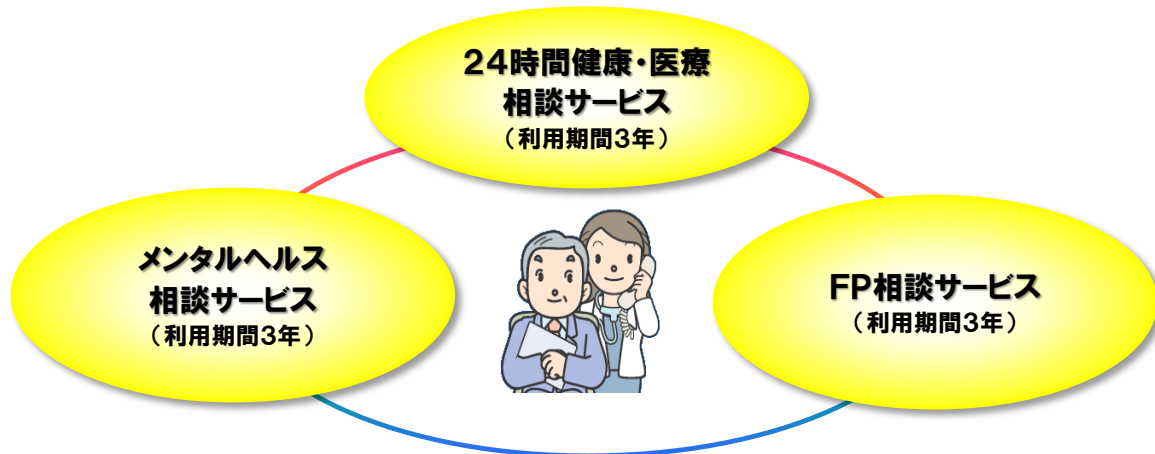 24時間健康・医療
相談サービス
（利用期間3年）
メンタルヘルス
相談サービス
（利用期間3年）
FP相談サービス
（利用期間3年）